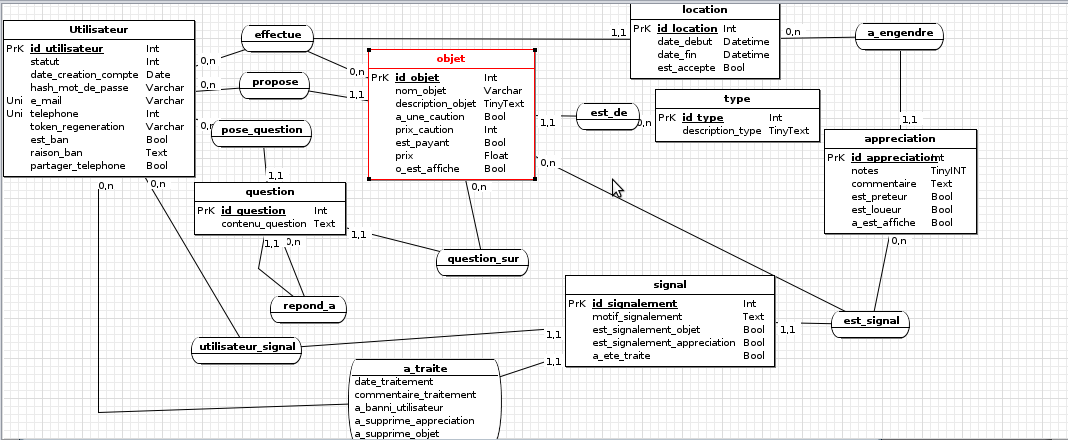 Utilisateur
PrK id_utilisateur Int
statut Int
date_creation_compte Date
hash_mot_de_passe Varchar
Uni e_mail Varchar
Uni telephone Int
token_regeneration Varchar
est_ban Bool
raison_ban Text
partager_telephone Bool
0,n
0,n
0,n
0,n
0,n
effectue
0,n
1,1
propose
1,1
pose_question
1,1
objet
PrK id_objet Int
nom_objet Varchar
description_objet TinyText
a_une_caution Bool
prix_caution Int
est_payant Bool
prix Float
o_est_affiche Bool
0,n
1,1
0,n
location
PrK id_location Int
date_debut Datetime
date_fin Datetime
est_accepte Bool
0,n
a_engendre
1,1
est_de
0,n
type
PrK id_type Int
description_type TinyText
appreciation
PrK id_appreciation Int
notes TinyINT
commentaire Text
est_preteur Bool
est_loueur Bool
a_est_affiche Bool
0,n
question
PrK id_question Int
contenu_question Text
1,1
1,1
0,n
question_sur
repond_a
signal
PrK id_signalement Int
motif_signalement Text
est_signalement_objet Bool
est_signalement_appreciation Bool
a_ete_traite Bool
1,1
1,1
1,1
est_signal
utilisateur_signal
a_traite
date_traitement
commentaire_traitement
a_banni_utilisateur
a_supprime_appreciation
a_supprime_objet